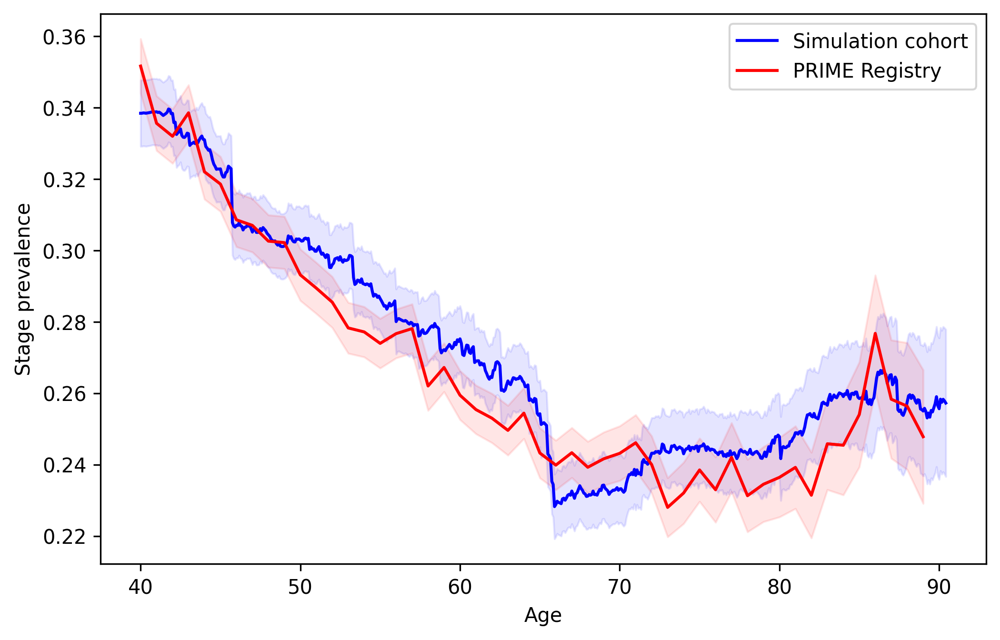 Simulation cohort
PRIME Registry
0.36
0.34
0.32
0.30
0.28
0.26
0.24
0.22
Stage prevalence
40 50 60 70 80 90
Age